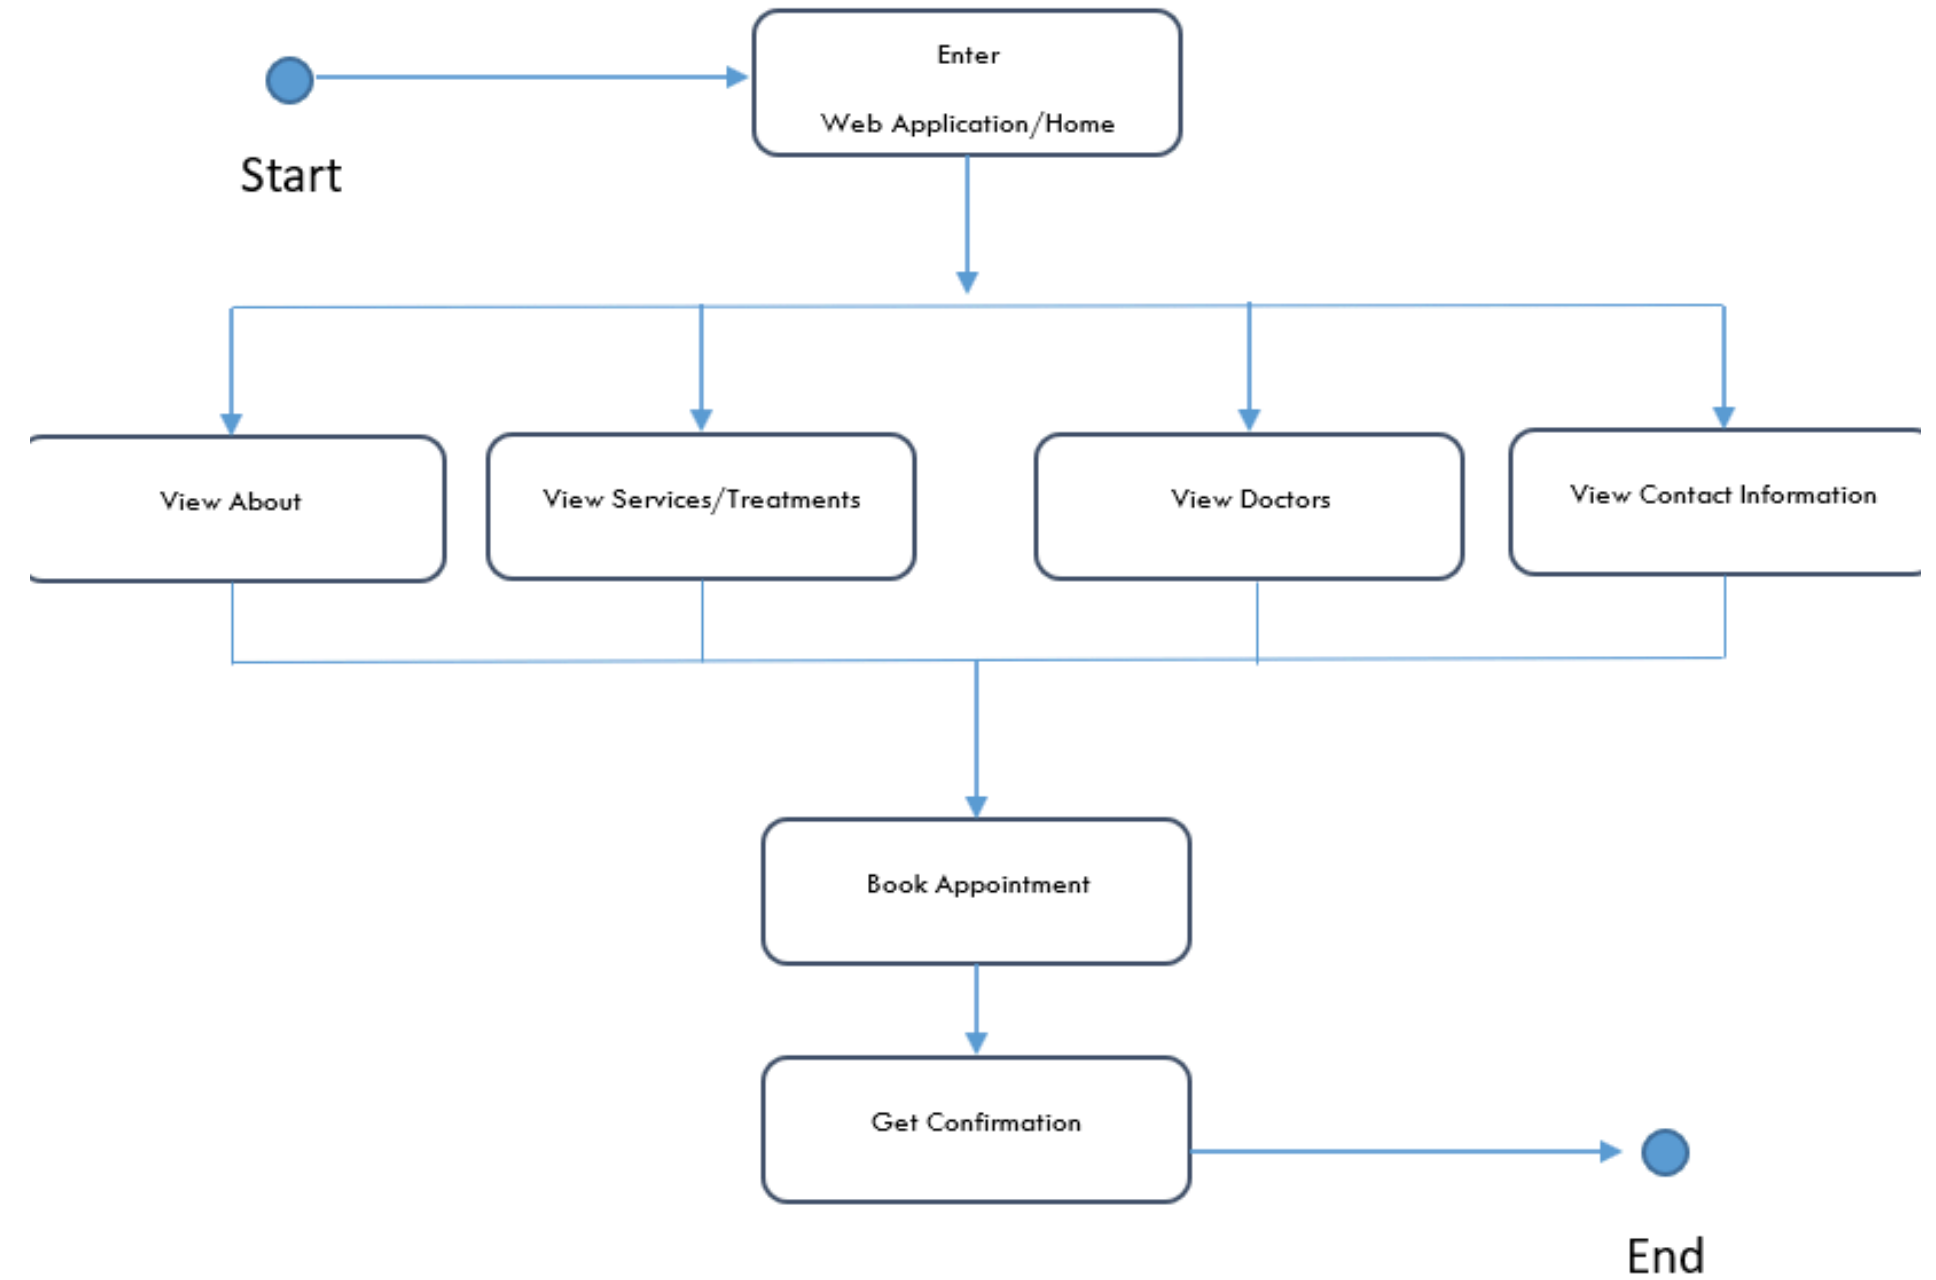 Enter
Web Application/Home
Start
View About
View Services/Treatments
View Doctors
View Contact Information
Book Appointment
Get Confirmation
End